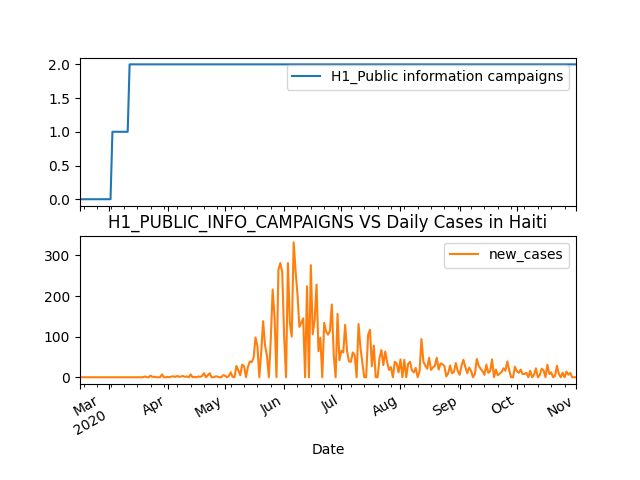 2.0
1.5
1.0
0.5
0.0
H1_Public information campaigns
H1_PUBLIC_INFO_CAMPAIGNS VS Daily Cases in Haiti
300
200
100
0
new_cases
Mar
2020
Apr
May
Jun
Jul
Aug
Sep
Oct
Nov
Date